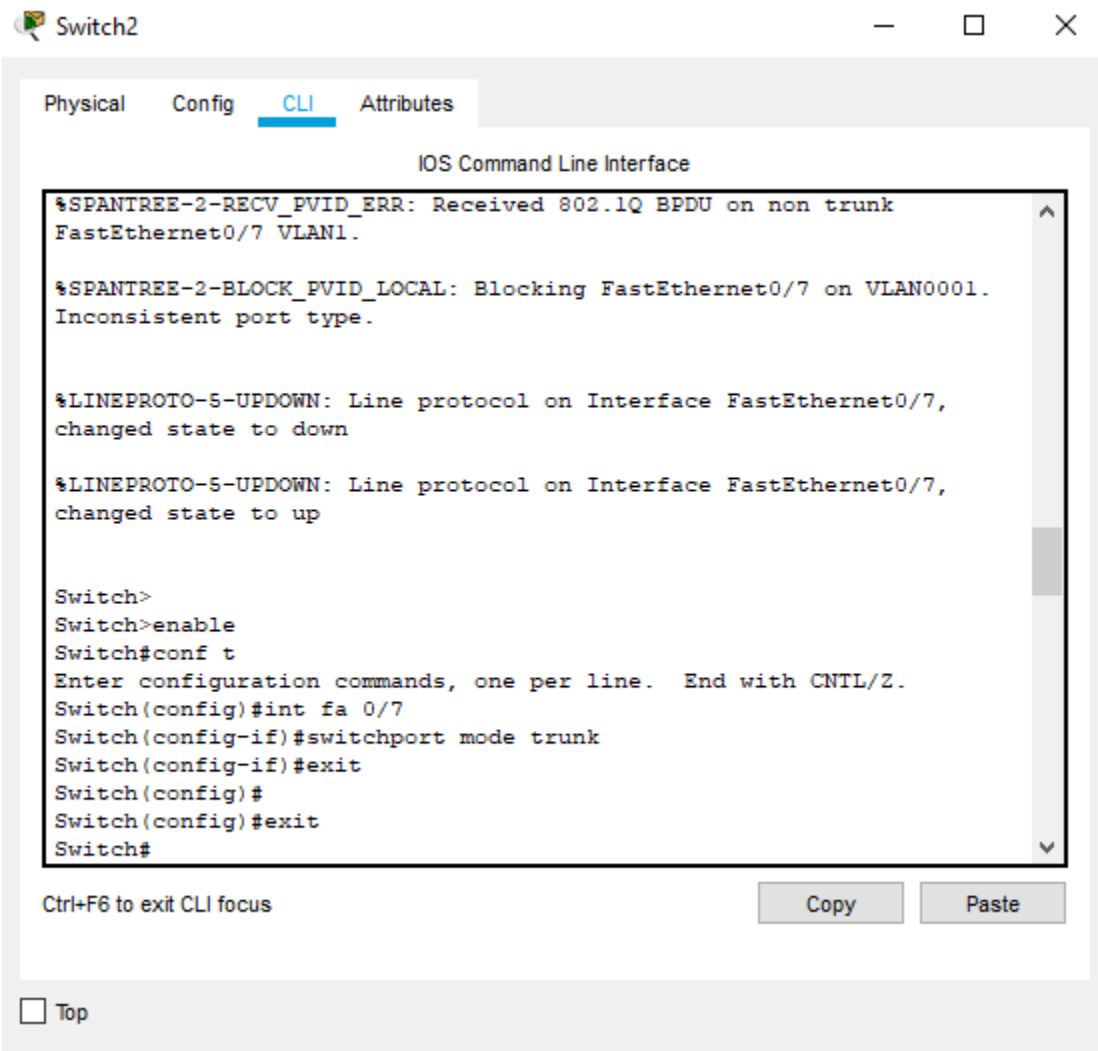 Switch2
Physical Config CLI Attributes
IOS Command Line Interface
%SPANTREE-2-RECV_PVID_ERR: Received 802.1Q BPDU on non trunk
FastEthernet0/7 VLAN1.
%SPANTREE-2-BLOCK_PVID_LOCAL: Blocking FastEthernet0/7 on VLAN0001.
Inconsistent port type.
%LINEPROTO-5-UPDOWN: Line protocol on Interface FastEthernet0/7,
changed state to down
%LINEPROTO-5-UPDOWN: Line protocol on Interface FastEthernet0/7,
changed state to up
Switch>
Switch>enable
Switch#conf t
Enter configuration commands, one per line.  End with CNTL/Z.
Switch(config)#int fa 0/7
Switch(config-if)#switchport mode trunk
Switch(config-if)#exit
Switch(config)#
Switch(config)#exit
Switch#
Ctrl+F6 to exit CLI focus Copy Paste
Top